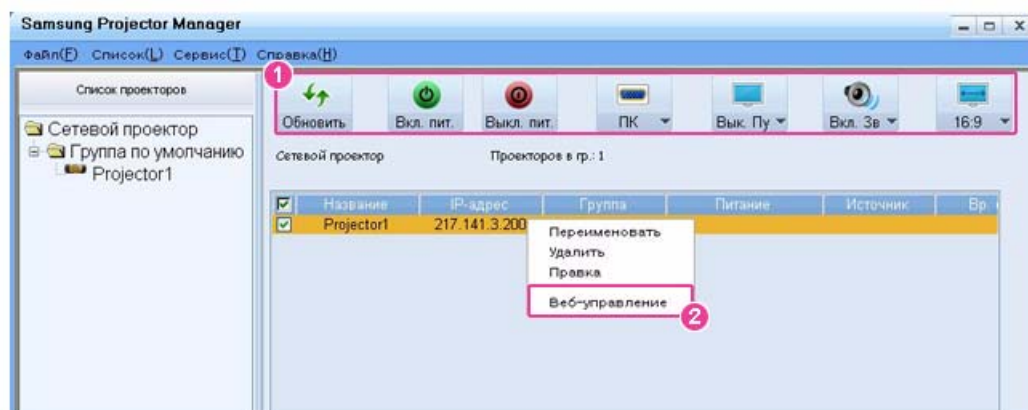 Samsung Projector Manager
Файл(F) Список(L) Сервис(T) Справка(H)
1
Список проекторов
Обновить Вкл. пит. Выкл. пит. ПК Вык. Пу Вкл. Зв 16:9
Сетевой проектор
Группа по умолчанию
Projector1
Сетевой проектор Проекторов в гр.: 1
Название IP-адрес Группа Питание Источник Вр.
Projector1 217.141.3.200
Переименовать
Удалить
Правка
Веб-управление
2